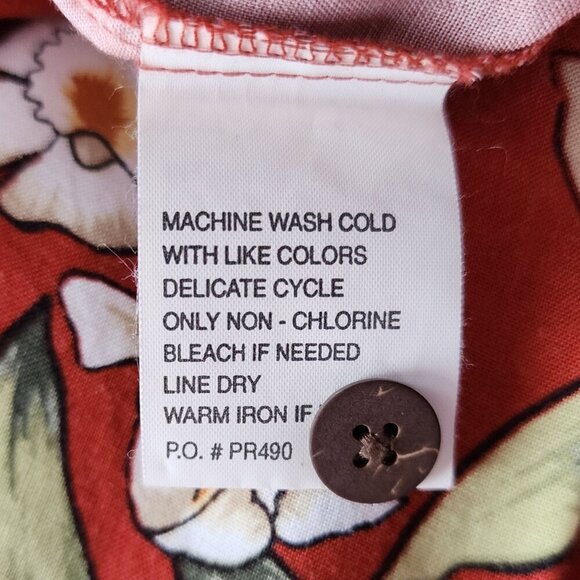 MACHINE WASH COLD
WITH LIKE COLORS
DELICATE CYCLE
ONLY NON - CHLORINE
BLEACH IF NEEDED
LINE DRY
WARM IRON IF
P.O. # PR490